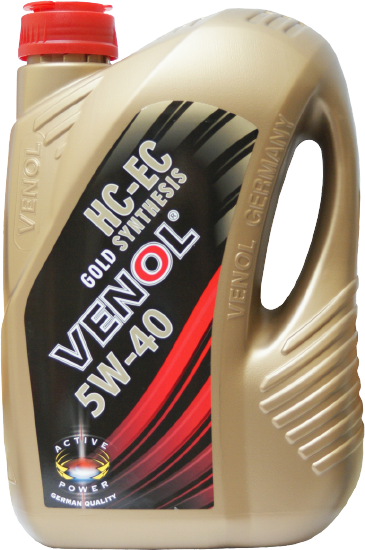 VENOL
VENOL GERMANY
HC-EC
GOLD SYNTHESIS
VENOL®
5W-40
ACTIVE
POWER
GERMAN QUALITY